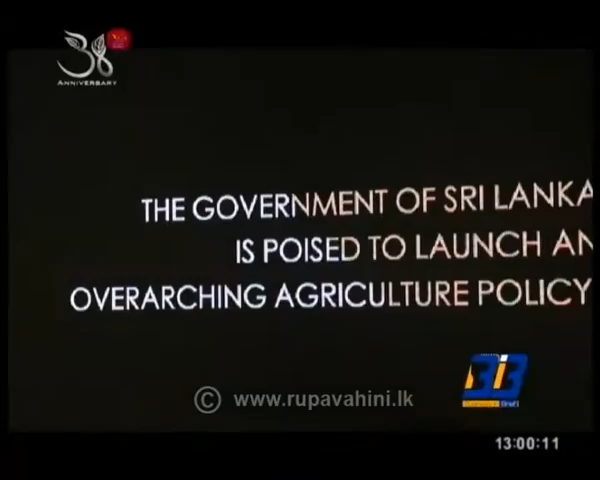 38
ANNIVERSARY
THE GOVERNMENT OF SRI LANKA
IS POISED TO LAUNCH AN
OVERARCHING AGRICULTURE POLICY
© www.rupavahini.lk
13:00:11